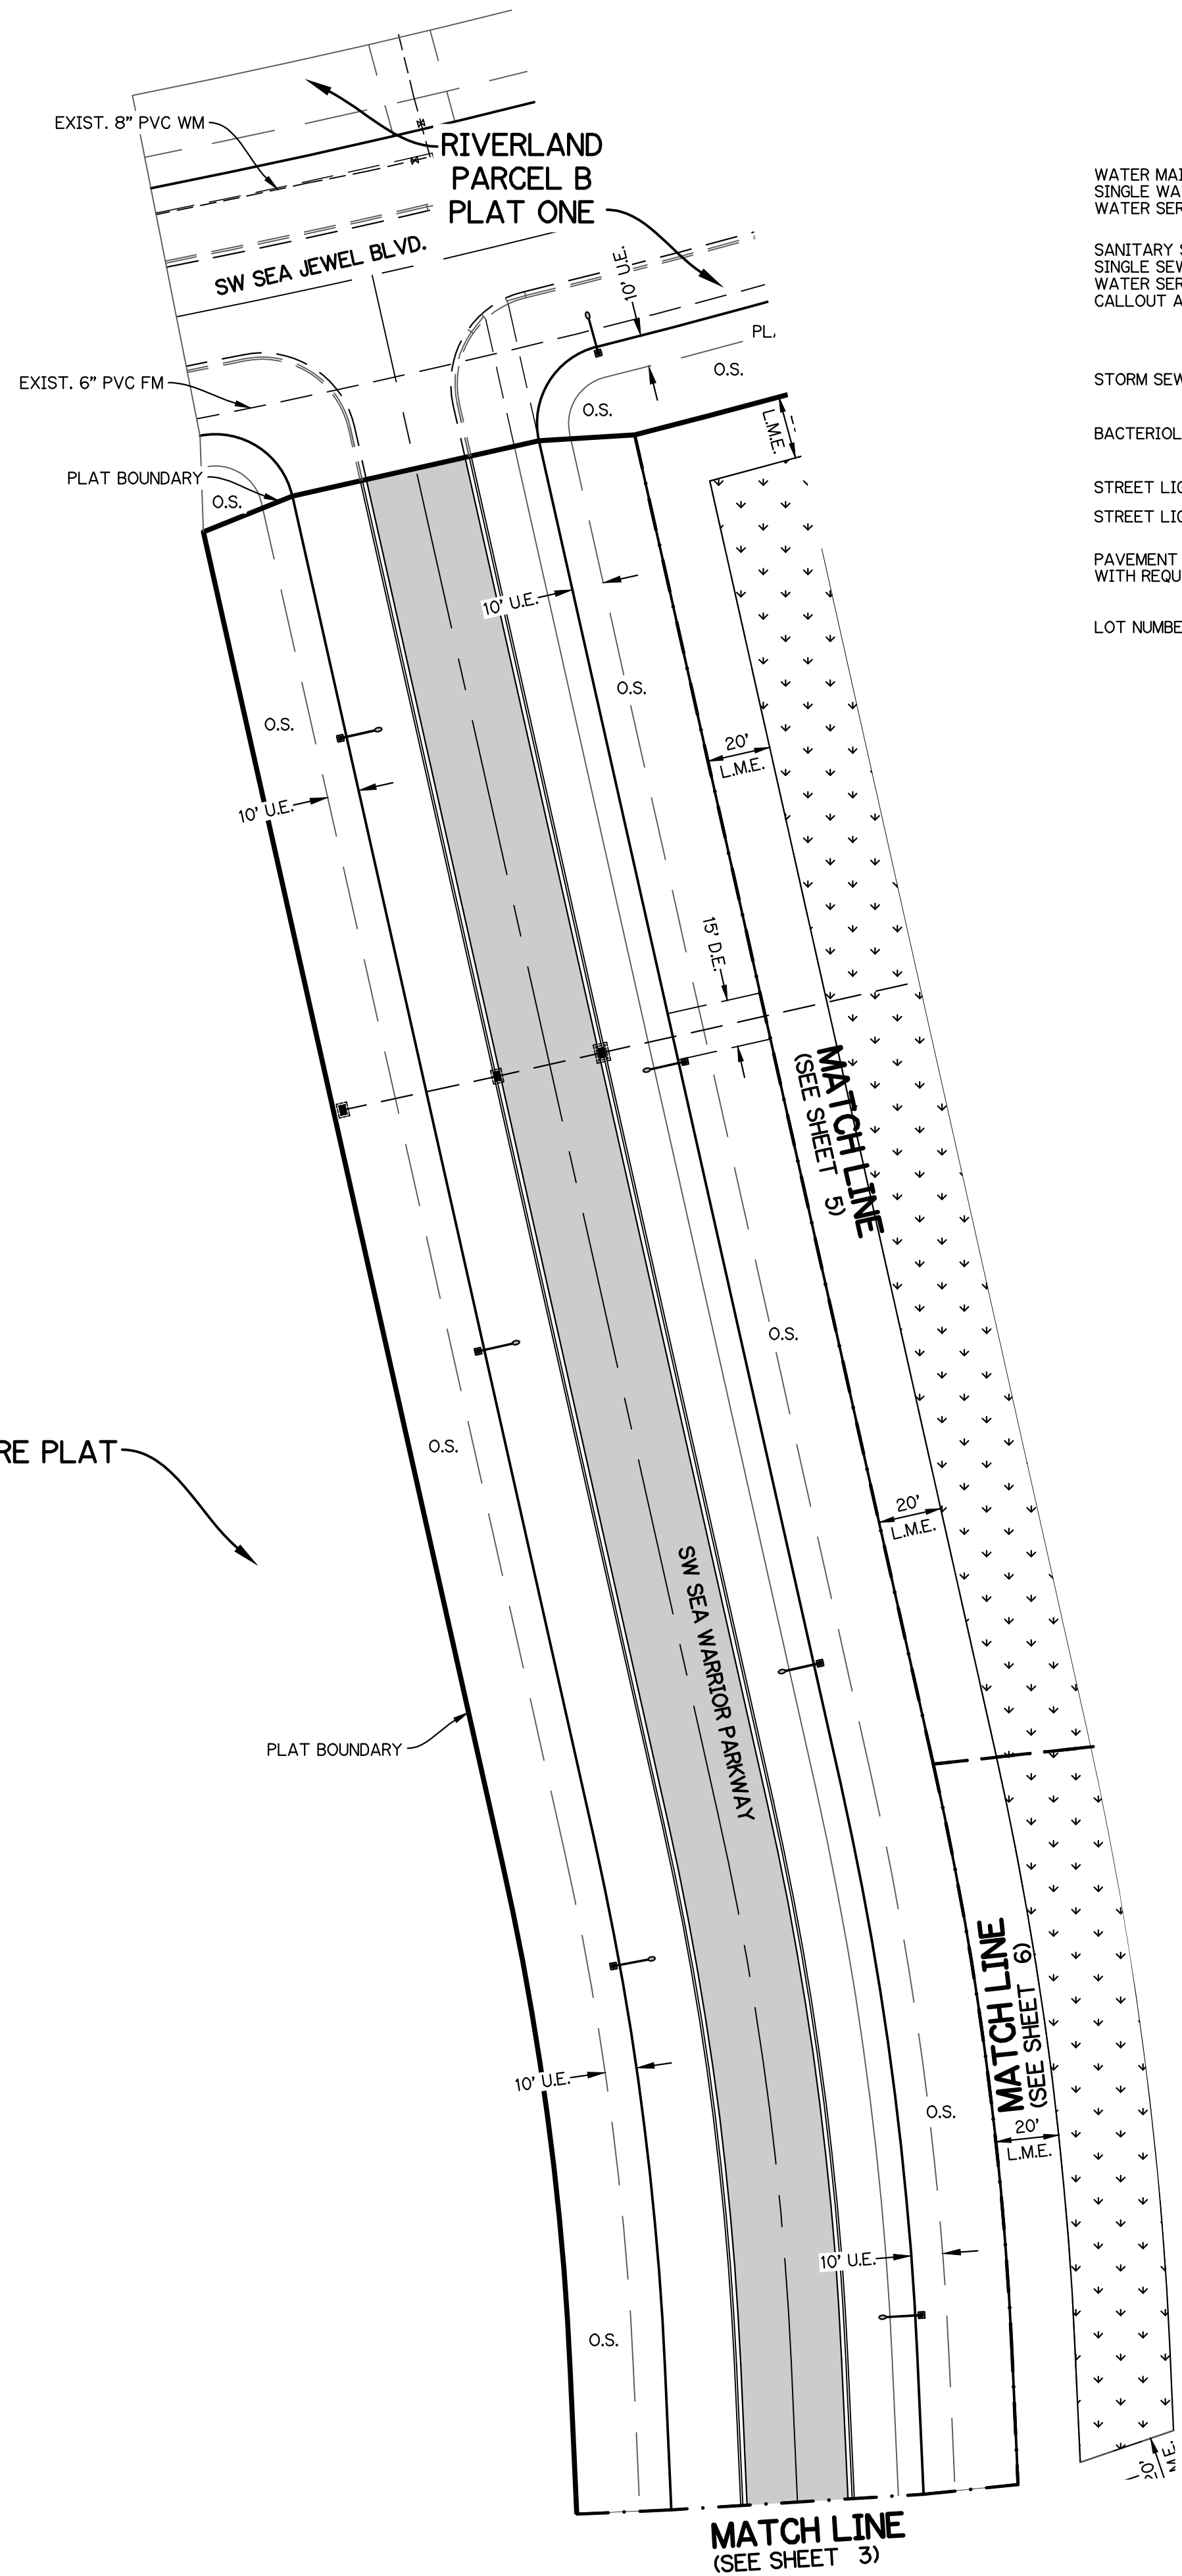 EXIST. 8" PVC WM
RIVERLAND
PARCEL B
PLAT ONE
SW SEA JEWEL BLVD.
10' U.E.
EXIST. 6" PVC FM
PL
O.S.
O.S.
L.M.E.
PLAT BOUNDARY
O.S.
10' U.E.
O.S.
O.S.
20'
L.M.E.
10' U.E.
15' D.E.
MATCH LINE
(SEE SHEET 5)
O.S.
O.S.
RE PLAT
20'
L.M.E.
SW SEA WARRIOR PARKWAY
PLAT BOUNDARY
MATCH LINE
(SEE SHEET 6)
10' U.E.
O.S.
20'
L.M.E.
10' U.E.
O.S.
20'
M.E.
MATCH LINE
(SEE SHEET 3)
WATER MAI
SINGLE WA
WATER SER
SANITARY S
SINGLE SEW
WATER SER
CALLOUT A
STORM SEW
BACTERIOL
STREET LIG
STREET LIG
PAVEMENT
WITH REQU
LOT NUMBE